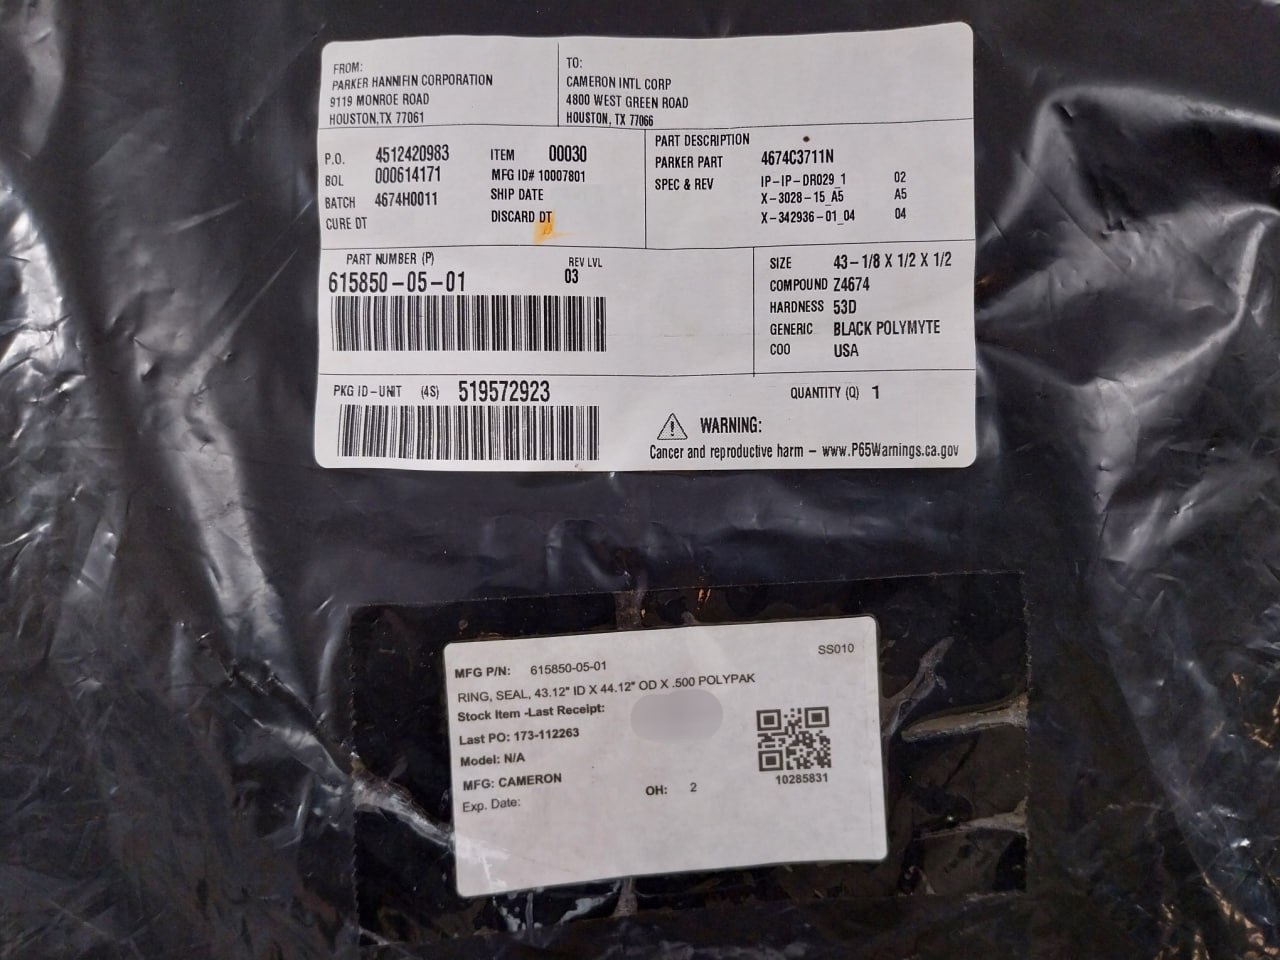 FROM:
PARKER HANNIFIN CORPORATION
9119 MONROE ROAD
HOUSTON,TX 77061
TO:
CAMERON INTL CORP
4800 WEST GREEN ROAD
HOUSTON, TX 77066
P.O. 4512420983 ITEM 00030
BOL 000614171 MFG ID# 10007801
BATCH 4674H0011 SHIP DATE
CURE DT DISCARD DT
PART DESCRIPTION
PARKER PART 4674C3711N
SPEC & REV IP-IP-DR029_1 02
X-3028-15_A5 A5
X-342936-01_04 04
PART NUMBER (P) REV LVL
615850-05-01 03
SIZE 43-1/8 X 1/2 X 1/2
COMPOUND Z4674
HARDNESS 53D
GENERIC BLACK POLYMYTE
COO USA
PKG ID-UNIT (4S) 519572923
QUANTITY (Q) 1
WARNING:
Cancer and reproductive harm - www.P65Warnings.ca.gov
SS010
MFG P/N: 615850-05-01
RING, SEAL, 43.12" ID X 44.12" OD X .500 POLYPAK
Stock Item -Last Receipt:
Last PO: 173-112263
Model: N/A
MFG: CAMERON
Exp. Date:
OH: 2
10285831